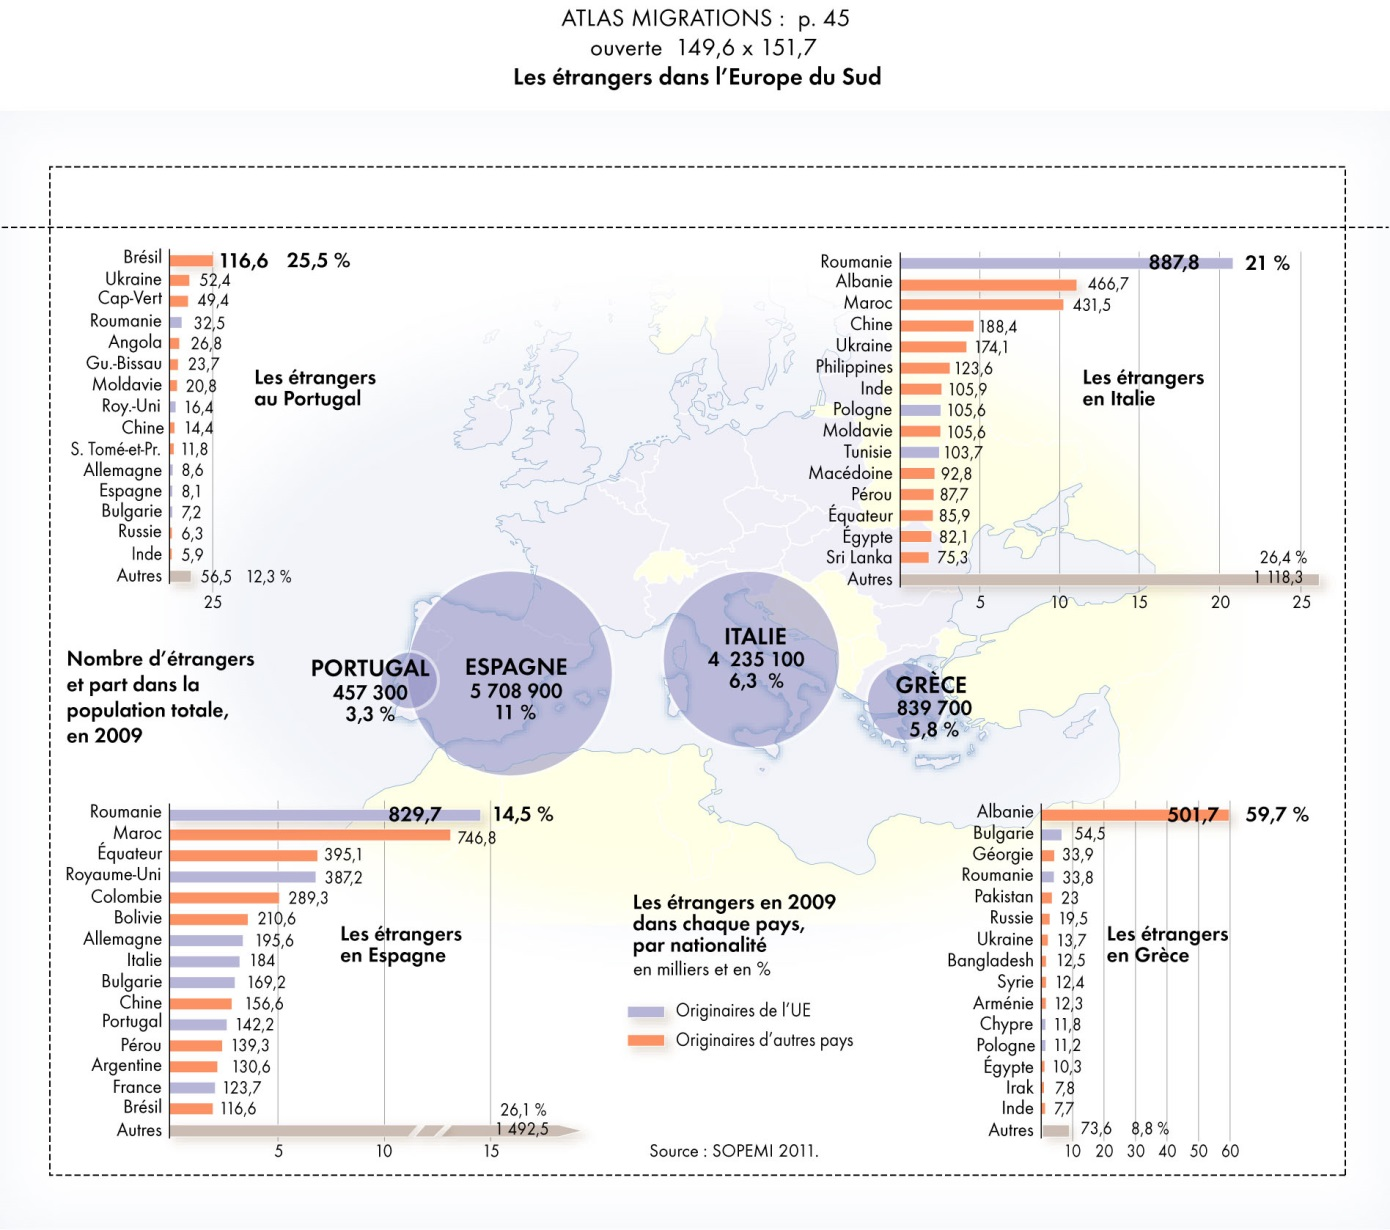 ATLAS MIGRATIONS : p. 45
ouverte 149,6 x 151,7
Les étrangers dans l'Europe du Sud
Brésil 116,6 25,5 %
Ukraine 52,4
Cap-Vert 49,4
Roumanie 32,5
Angola 26,8
Gu.-Bissau 23,7
Moldavie 20,8
Roy.-Uni 16,4
Chine 14,4
S. Tomé-et-Pr. 11,8
Allemagne 8,6
Espagne 8,1
Bulgarie 7,2
Russie 6,3
Inde 5,9
Autres 56,5 12,3 %
25
Les étrangers
au Portugal
Roumanie 887,8 21 %
Albanie 466,7
Maroc 431,5
Chine 188,4
Ukraine 174,1
Philippines 123,6
Inde 105,9
Pologne 105,6
Moldavie 105,6
Tunisie 103,7
Macédoine 92,8
Pérou 87,7
Équateur 85,9
Égypte 82,1
Sri Lanka 75,3
26,4 %
Autres 1 118,3
5 10 15 20 25
Les étrangers
en Italie
Nombre d'étrangers
et part dans la
population totale,
en 2009
PORTUGAL
457 300
3,3 %
ESPAGNE
5 708 900
11 %
ITALIE
4 235 100
6,3 %
GRÈCE
839 700
5,8 %
Roumanie 829,7 14,5 %
Maroc 746,8
Équateur 395,1
Royaume-Uni 387,2
Colombie 289,3
Bolivie 210,6
Allemagne 195,6
Italie 184
Bulgarie 169,2
Chine 156,6
Portugal 142,2
Pérou 139,3
Argentine 130,6
France 123,7
Brésil 116,6
26,1 %
Autres 1 492,5
5 10 15
Les étrangers
en Espagne
Les étrangers en 2009
dans chaque pays,
par nationalité
en milliers et en %
Originaires de l'UE
Originaires d'autres pays
Source : SOPEMI 2011.
Albanie 501,7 59,7 %
Bulgarie 54,5
Géorgie 33,9
Roumanie 33,8
Pakistan 23
Russie 19,5
Ukraine 13,7
Bangladesh 12,5
Syrie 12,4
Arménie 12,3
Chypre 11,8
Pologne 11,2
Égypte 10,3
Irak 7,8
Inde 7,7
Autres 73,6 8,8 %
10 20 30 40 50 60
Les étrangers
en Grèce